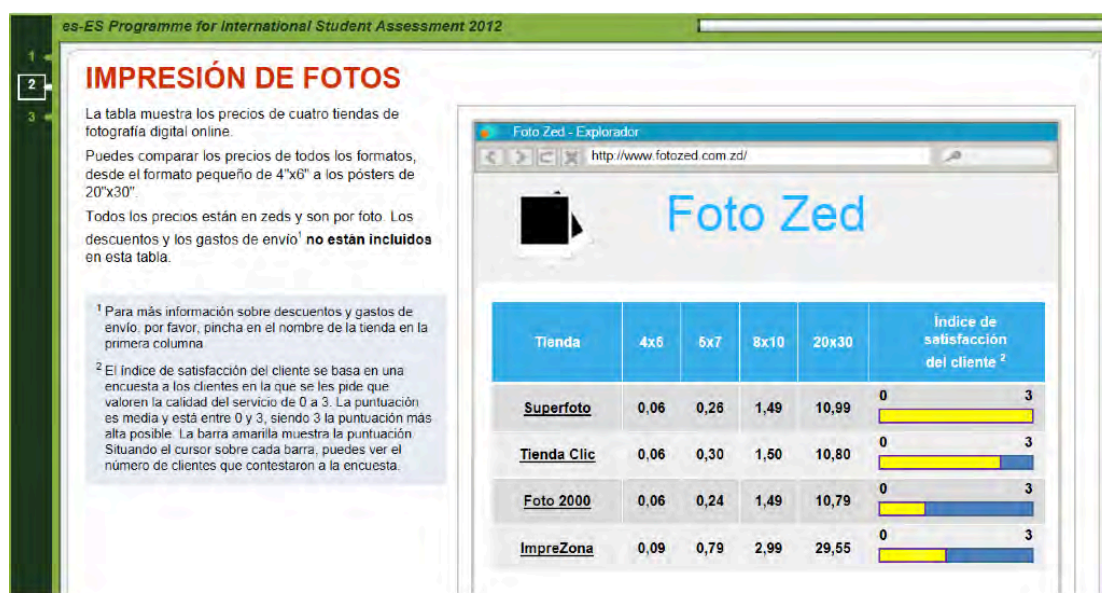 es-ES Programme for International Student Assessment 2012
1
2
3
IMPRESIÓN DE FOTOS
La tabla muestra los precios de cuatro tiendas de
fotografía digital online.
Puedes comparar los precios de todos los formatos,
desde el formato pequeño de 4"x6" a los pósters de
20"x30".
Todos los precios están en zeds y son por foto. Los
descuentos y los gastos de envío¹ no están incluidos
en esta tabla.
¹ Para más información sobre descuentos y gastos de
envío, por favor, pincha en el nombre de la tienda en la
primera columna.
² El índice de satisfacción del cliente se basa en una
encuesta a los clientes en la que se les pide que
valoren la calidad del servicio de 0 a 3. La puntuación
es media y está entre 0 y 3, siendo 3 la puntuación más
alta posible. La barra amarilla muestra la puntuación
Situando el cursor sobre cada barra, puedes ver el
número de clientes que contestaron a la encuesta.
Foto Zed - Explorador
http://www.fotozed.com.zd/
Foto Zed
Tienda 4x6 5x7 8x10 20x30 Índice de
satisfacción
del cliente ²
Superfoto 0,06 0,26 1,49 10,99 0 3
Tienda Clic 0,06 0,30 1,50 10,80 0 3
Foto 2000 0,06 0,24 1,49 10,79 0 3
ImpreZona 0,09 0,79 2,99 29,55 0 3